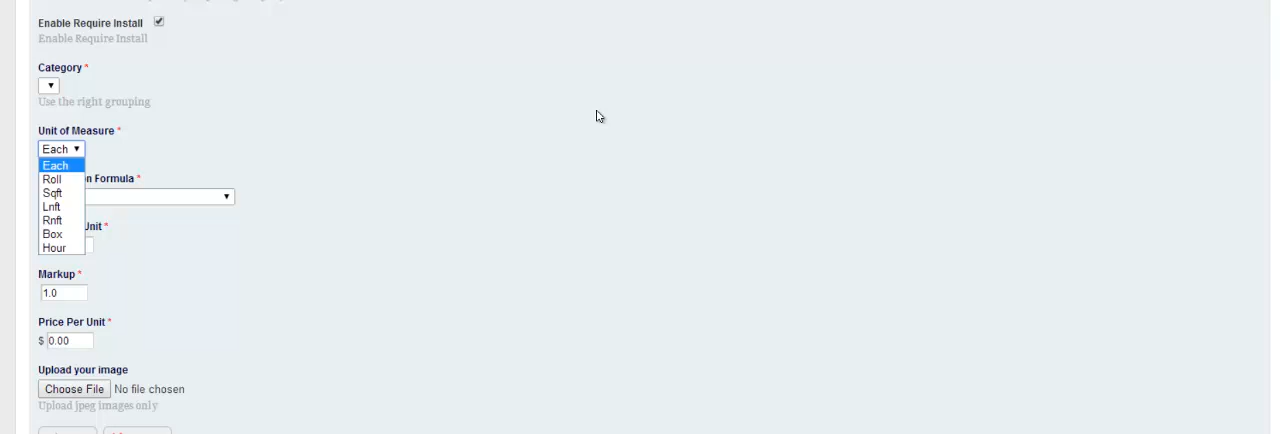 Enable Require Install
Enable Require Install
Category *
Use the right grouping
Unit of Measure *
Each
Each
Roll
n Formula *
Sqft
Lnft
Rnft
Unit *
Box
Hour
Markup *
1.0
Price Per Unit *
$ 0.00
Upload your image
Choose File No file chosen
Upload jpeg images only